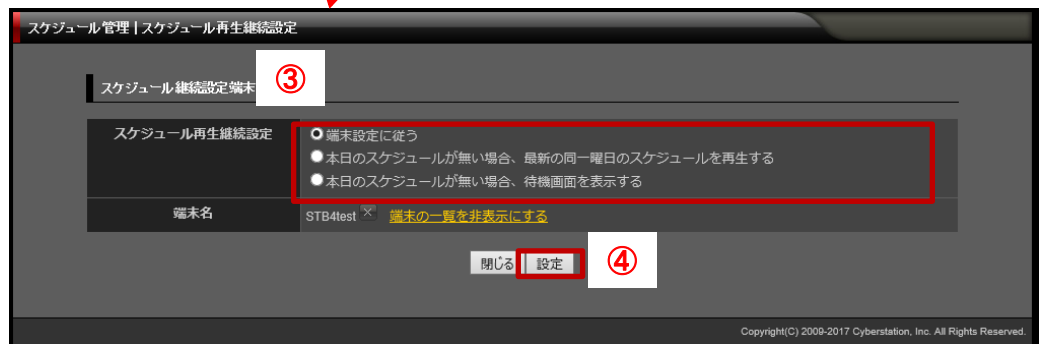 スケジュール管理 | スケジュール再生継続設定
スケジュール継続設定端末
③
スケジュール再生継続設定
端末設定に従う
本日のスケジュールが無い場合、最新の同一曜日のスケジュールを再生する
本日のスケジュールが無い場合、待機画面を表示する
端末名
STB4test 端末の一覧を非表示にする
閉じる 設定 ④
Copyright(C) 2009-2017 Cyberstation, Inc. All Rights Reserved.